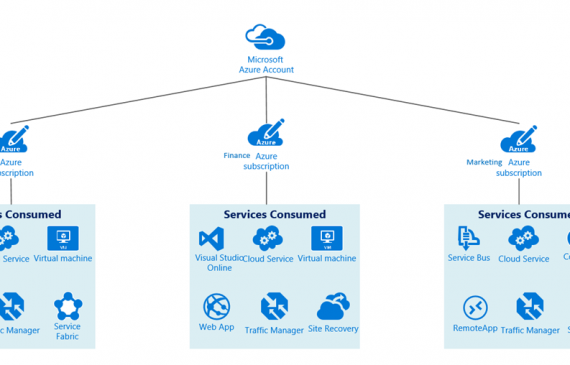 Microsoft
Azure Account
Azure
Azure
Azure
Azure
bscription
Finance Azure
subscription
Marketing Azure
subscription
s Consumed
Services Consumed
Services Consume
Service
Virtual machine
Visual Studio
Online
Cloud Service
Virtual machine
Service Bus
Cloud Service
Co
c Manager
Service
Fabric
Web App
Traffic Manager
Site Recovery
RemoteApp
Traffic Manager
S